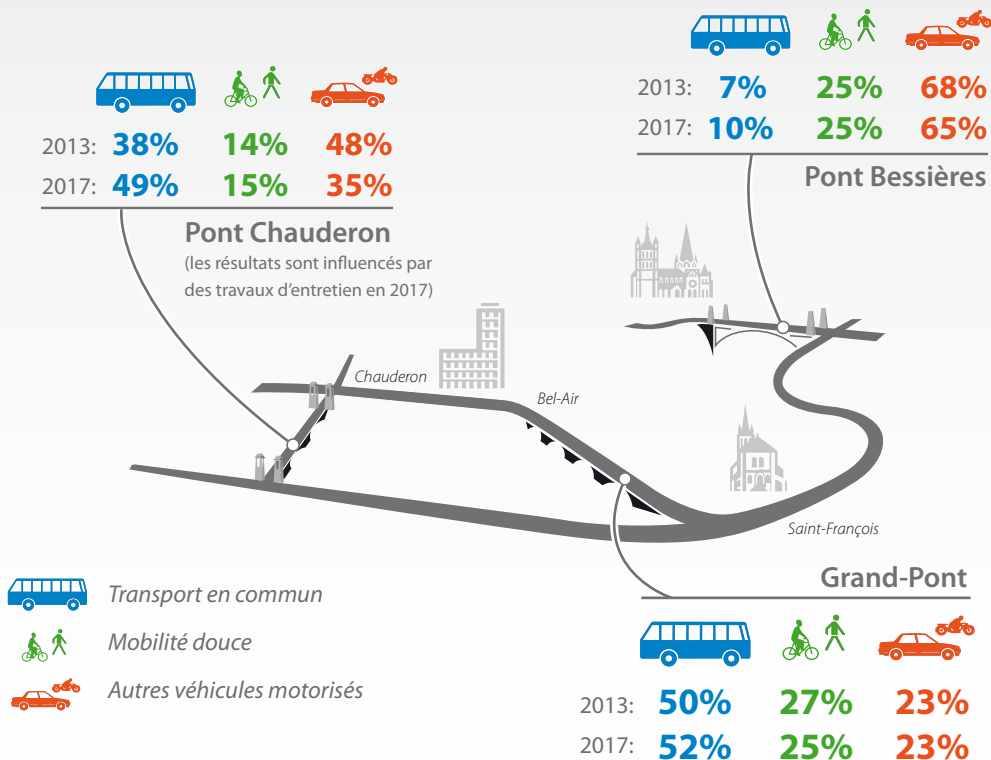 2013: 7% 25% 68%
2017: 10% 25% 65%
Pont Bessières
2013: 38% 14% 48%
2017: 49% 15% 35%
Pont Chauderon
(les résultats sont influencés par
des travaux d'entretien en 2017)
Chauderon
Bel-Air
Saint-François
Grand-Pont
2013: 50% 27% 23%
2017: 52% 25% 23%
Transport en commun
Mobilité douce
Autres véhicules motorisés